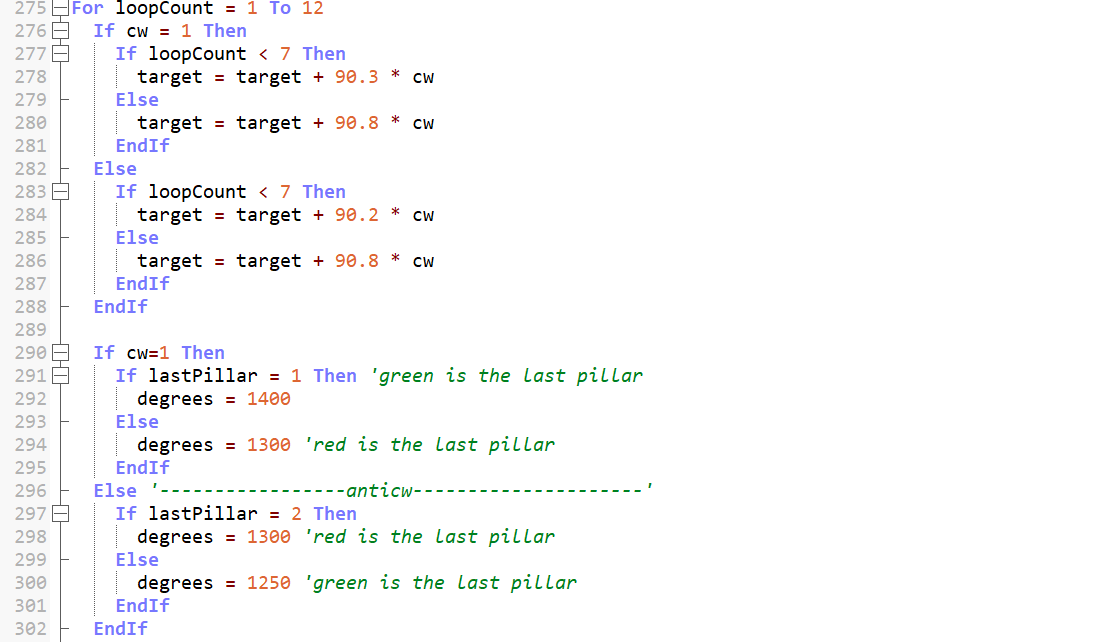 275 For loopCount = 1 To 12
276 If cw = 1 Then
277 If loopCount < 7 Then
278 target = target + 90.3 * cw
279 Else
280 target = target + 90.8 * cw
281 EndIf
282 Else
283 If loopCount < 7 Then
284 target = target + 90.2 * cw
285 Else
286 target = target + 90.8 * cw
287 EndIf
288 EndIf
289
290 If cw=1 Then
291 If lastPillar = 1 Then 'green is the last pillar
292 degrees = 1400
293 Else
294 degrees = 1300 'red is the last pillar
295 EndIf
296 Else '-----------------anticw---------------------'
297 If lastPillar = 2 Then
298 degrees = 1300 'red is the last pillar
299 Else
300 degrees = 1250 'green is the last pillar
301 EndIf
302 EndIf